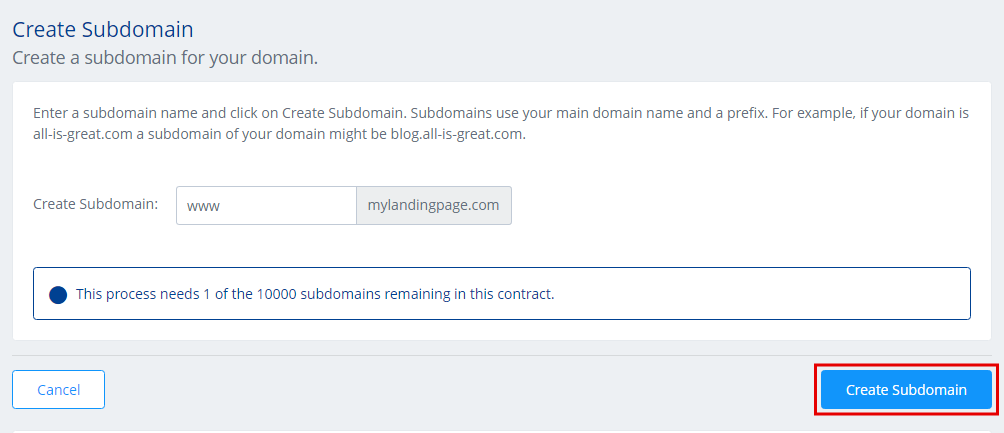 Create Subdomain
Create a subdomain for your domain.
Enter a subdomain name and click on Create Subdomain. Subdomains use your main domain name and a prefix. For example, if your domain is
all-is-great.com a subdomain of your domain might be blog.all-is-great.com.
Create Subdomain: www mylandingpage.com
This process needs 1 of the 10000 subdomains remaining in this contract.
Cancel Create Subdomain